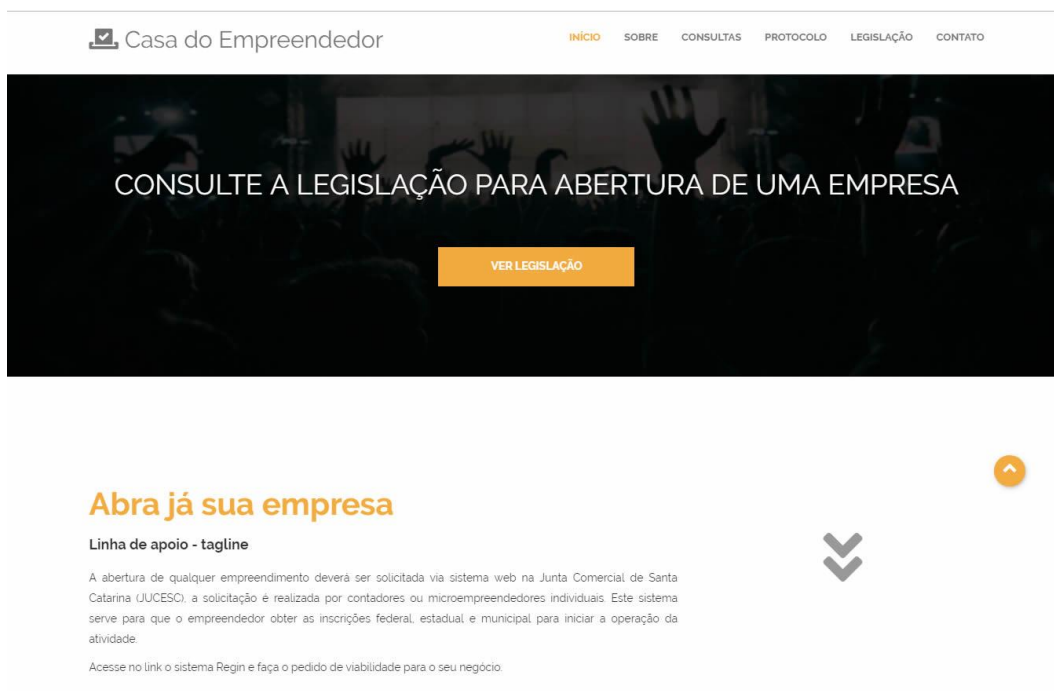 Casa do Empreendedor
INÍCIO SOBRE CONSULTAS PROTOCOLO LEGISLAÇÃO CONTATO
CONSULTE A LEGISLAÇÃO PARA ABERTURA DE UMA EMPRESA
VER LEGISLAÇÃO
Abra já sua empresa
Linha de apoio - tagline
A abertura de qualquer empreendimento deverá ser solicitada via sistema web na Junta Comercial de Santa
Catarina (JUCESC), a solicitação é realizada por contadores ou microempreendedores individuais. Este sistema
serve para que o empreendedor obter as inscrições federal, estadual e municipal para iniciar a operação da
atividade.
Acesse no link o sistema Regin e faça o pedido de viabilidade para o seu negócio.